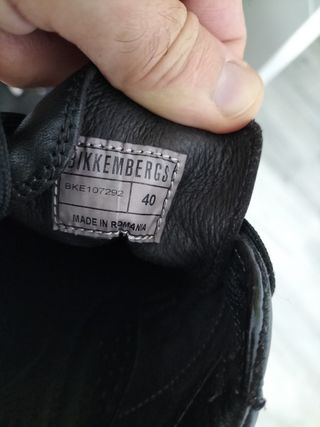 BIKKEMBERGS
BKE107292
40
MADE IN ROMANIA